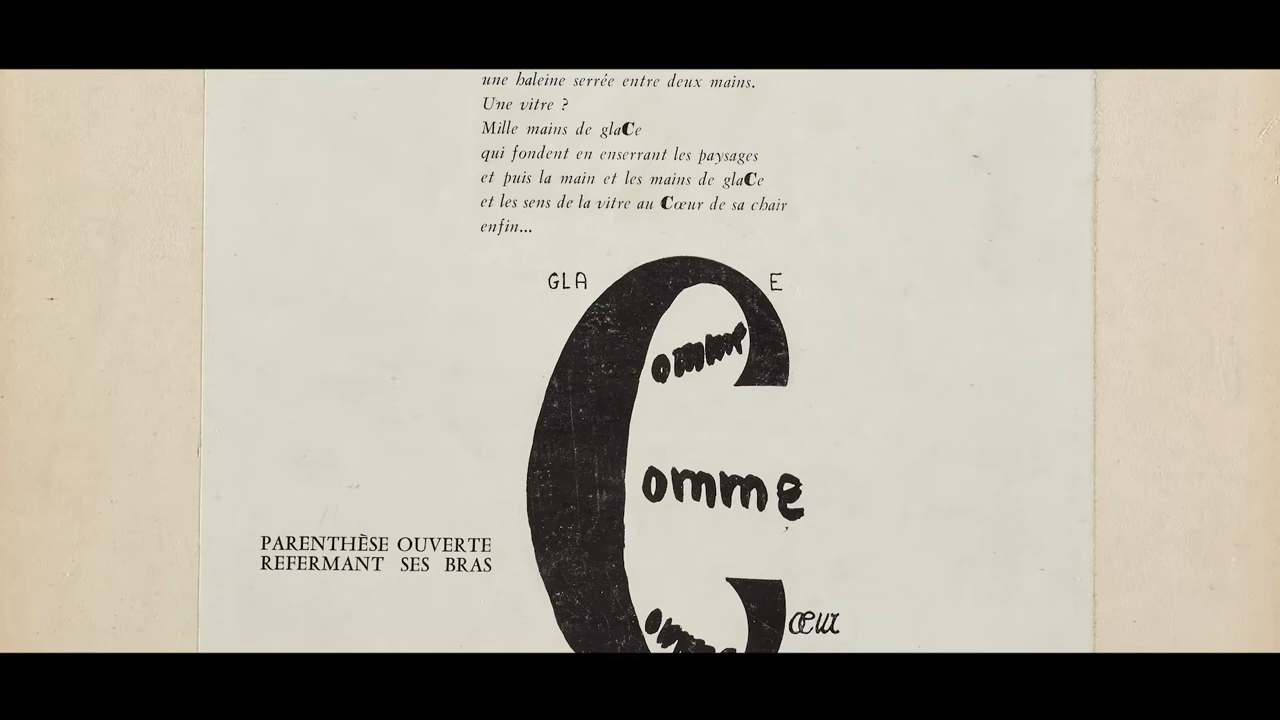 une haleine serrée entre deux mains.
Une vitre ?
Mille mains de glaCe
qui fondent en enserrant les paysages
et puis la main et les mains de glaCe
et les sens de la vitre au Cœur de sa chair
enfin...
GLA E
omme
C omme
PARENTHÈSE OUVERTE
REFERMANT SES BRAS
œur